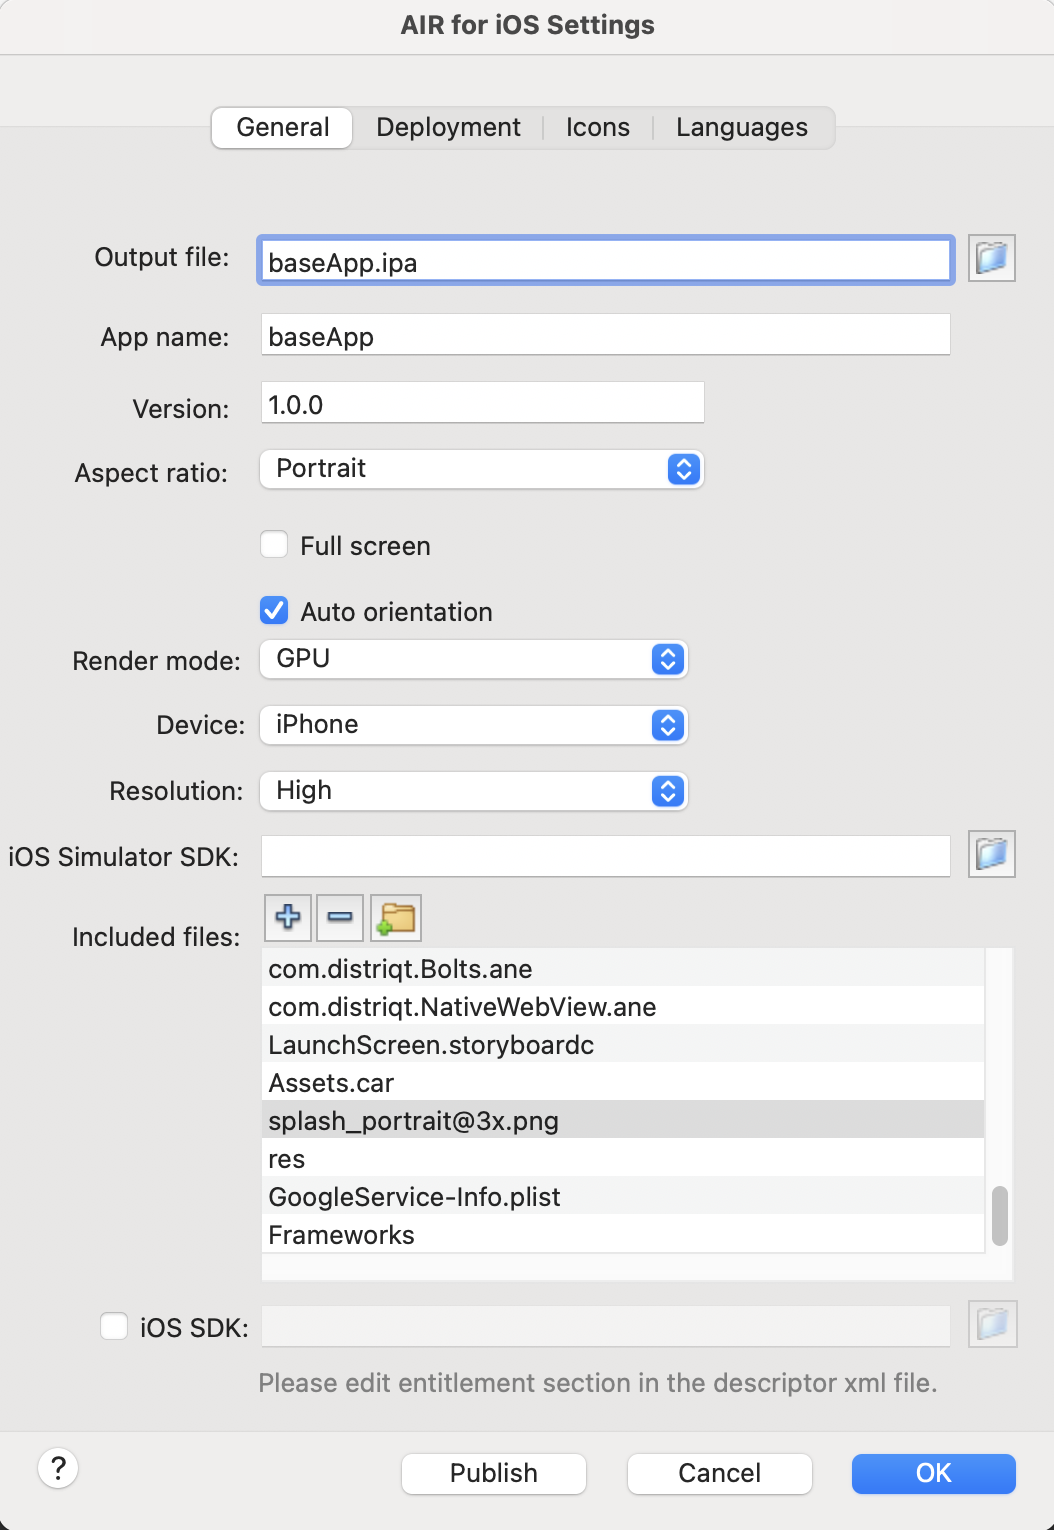 AIR for iOS Settings
General Deployment Icons Languages
Output file: baseApp.ipa
App name: baseApp
Version: 1.0.0
Aspect ratio: Portrait
Full screen
Auto orientation
Render mode: GPU
Device: iPhone
Resolution: High
iOS Simulator SDK:
Included files:
com.distriqt.Bolts.ane
com.distriqt.NativeWebView.ane
LaunchScreen.storyboardc
Assets.car
splash_portrait@3x.png
res
GoogleService-Info.plist
Frameworks
iOS SDK:
Please edit entitlement section in the descriptor xml file.
? Publish Cancel OK